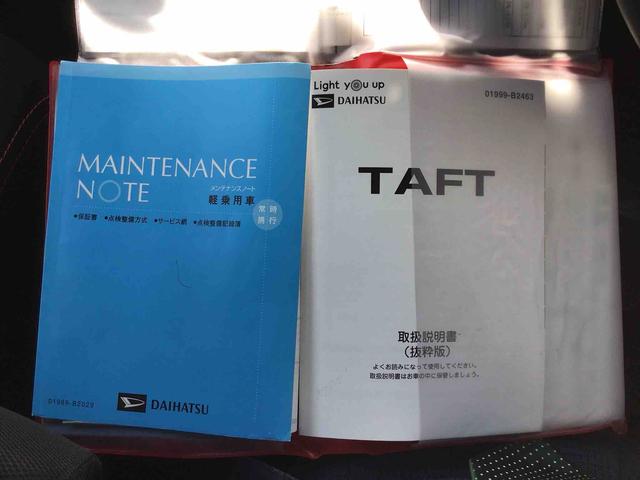 MAINTENANCE
NOTE
メンテナンスノート
軽乗用車
常時
携行
●保証書 ●点検整備方式 ●サービス網 ●点検整備記録簿
01999-B2029
DAIHATSU
Light you up
DAIHATSU
01999-B2463
TAFT
取扱説明書
(抜粋版)
よくお読みになって使用してください。
取扱説明書はお車の中に保管しましょう。